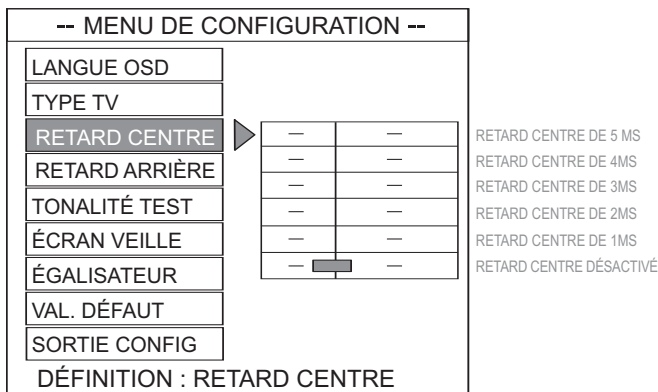 -- MENU DE CONFIGURATION --
LANGUE OSD
TYPE TV
RETARD CENTRE
RETARD ARRIÈRE
TONALITÉ TEST
ÉCRAN VEILLE
ÉGALISATEUR
VAL. DÉFAUT
SORTIE CONFIG
RETARD CENTRE DE 5 MS
RETARD CENTRE DE 4MS
RETARD CENTRE DE 3MS
RETARD CENTRE DE 2MS
RETARD CENTRE DE 1MS
RETARD CENTRE DÉSACTIVÉ
DÉFINITION : RETARD CENTRE